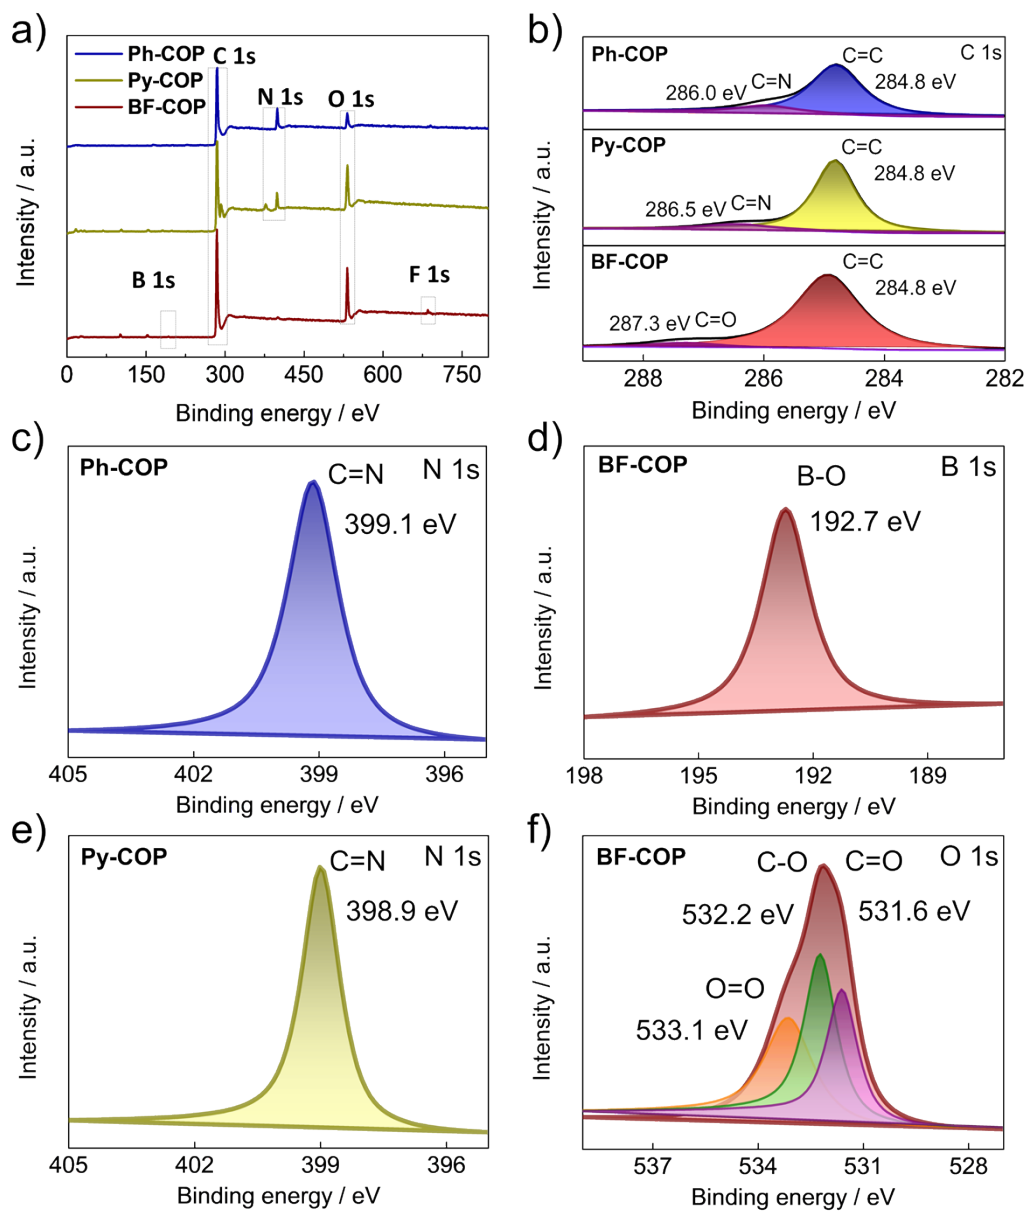 a)
Ph-COP
Py-COP
BF-COP
C 1s
N 1s
O 1s
B 1s
F 1s
Intensity / a.u.
0 150 300 450 600 750
Binding energy / eV
b)
Ph-COP
C 1s
C=C
284.8 eV
C=N
286.0 eV
Py-COP
C=C
284.8 eV
C=N
286.5 eV
BF-COP
C=C
284.8 eV
C=O
287.3 eV
Intensity / a.u.
288 286 284 282
Binding energy / eV
c)
Ph-COP
C=N
N 1s
399.1 eV
Intensity / a.u.
405 402 399 396
Binding energy / eV
d)
BF-COP
B 1s
B-O
192.7 eV
Intensity / a.u.
198 195 192 189
Binding energy / eV
e)
Py-COP
C=N
N 1s
398.9 eV
Intensity / a.u.
405 402 399 396
Binding energy / eV
f)
BF-COP
C-O
C=O
O 1s
532.2 eV
531.6 eV
O=O
533.1 eV
Intensity / a.u.
537 534 531 528
Binding energy / eV